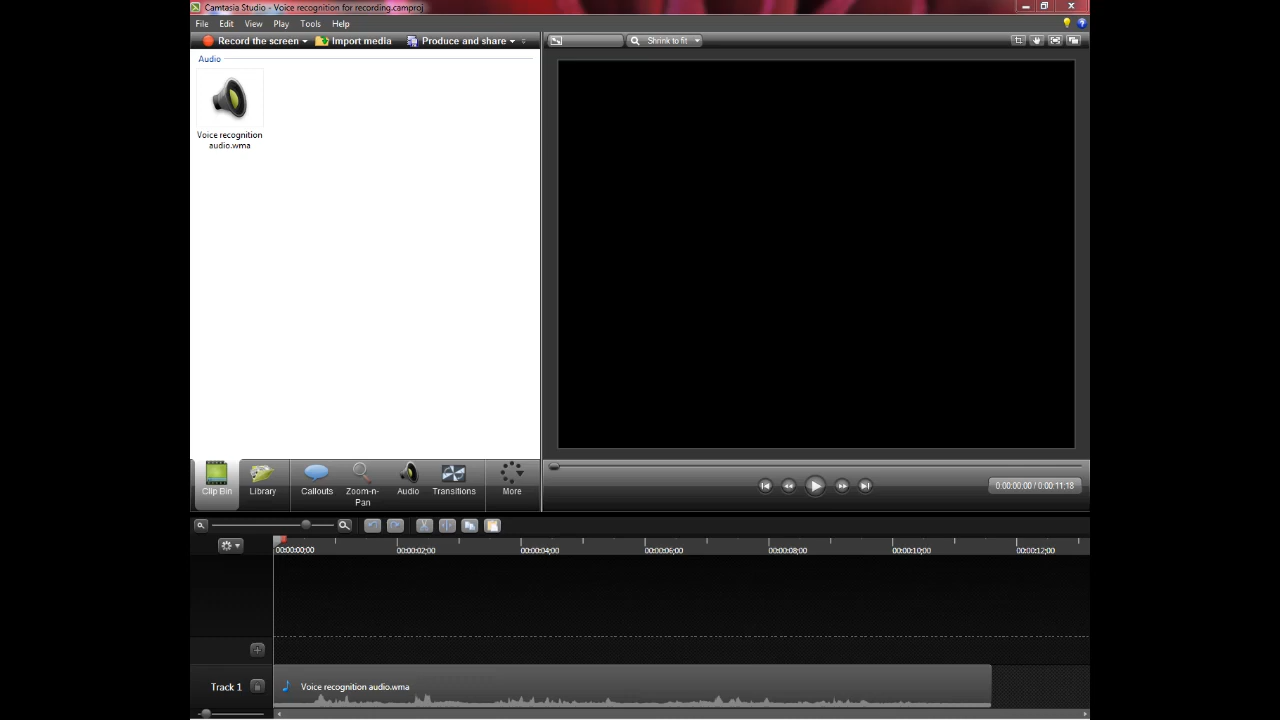 Camtasia Studio - Voice recognition for recording.camproj
File Edit View Play Tools Help
Record the screen Import media Produce and share Shrink to fit
Audio
Voice recognition
audio.wma
Clip Bin Library Callouts Zoom-n-
Pan Audio Transitions More
0:00:00;00 / 0:00:11;18
00:00:00;00 00:00:02;00 00:00:04;00 00:00:06;00 00:00:08;00 00:00:10;00 00:00:12;00
Track 1 Voice recognition audio.wma